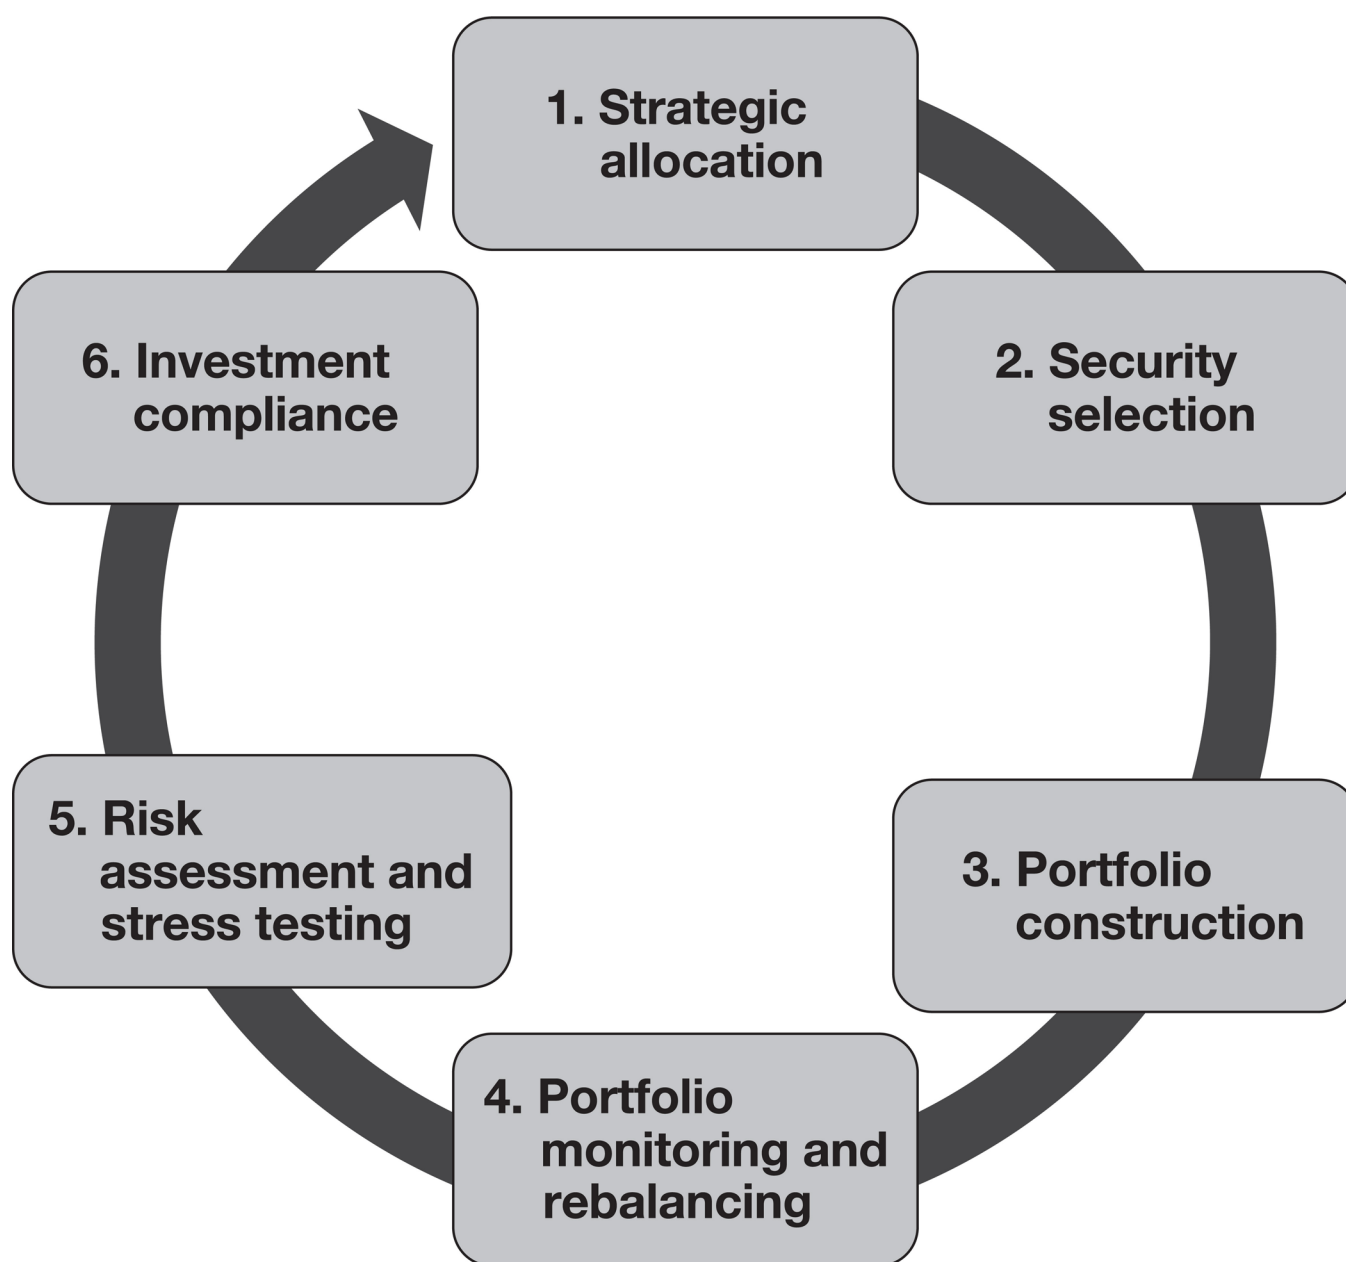 1. Strategic
allocation
2. Security
selection
3. Portfolio
construction
4. Portfolio
monitoring and
rebalancing
5. Risk
assessment and
stress testing
6. Investment
compliance